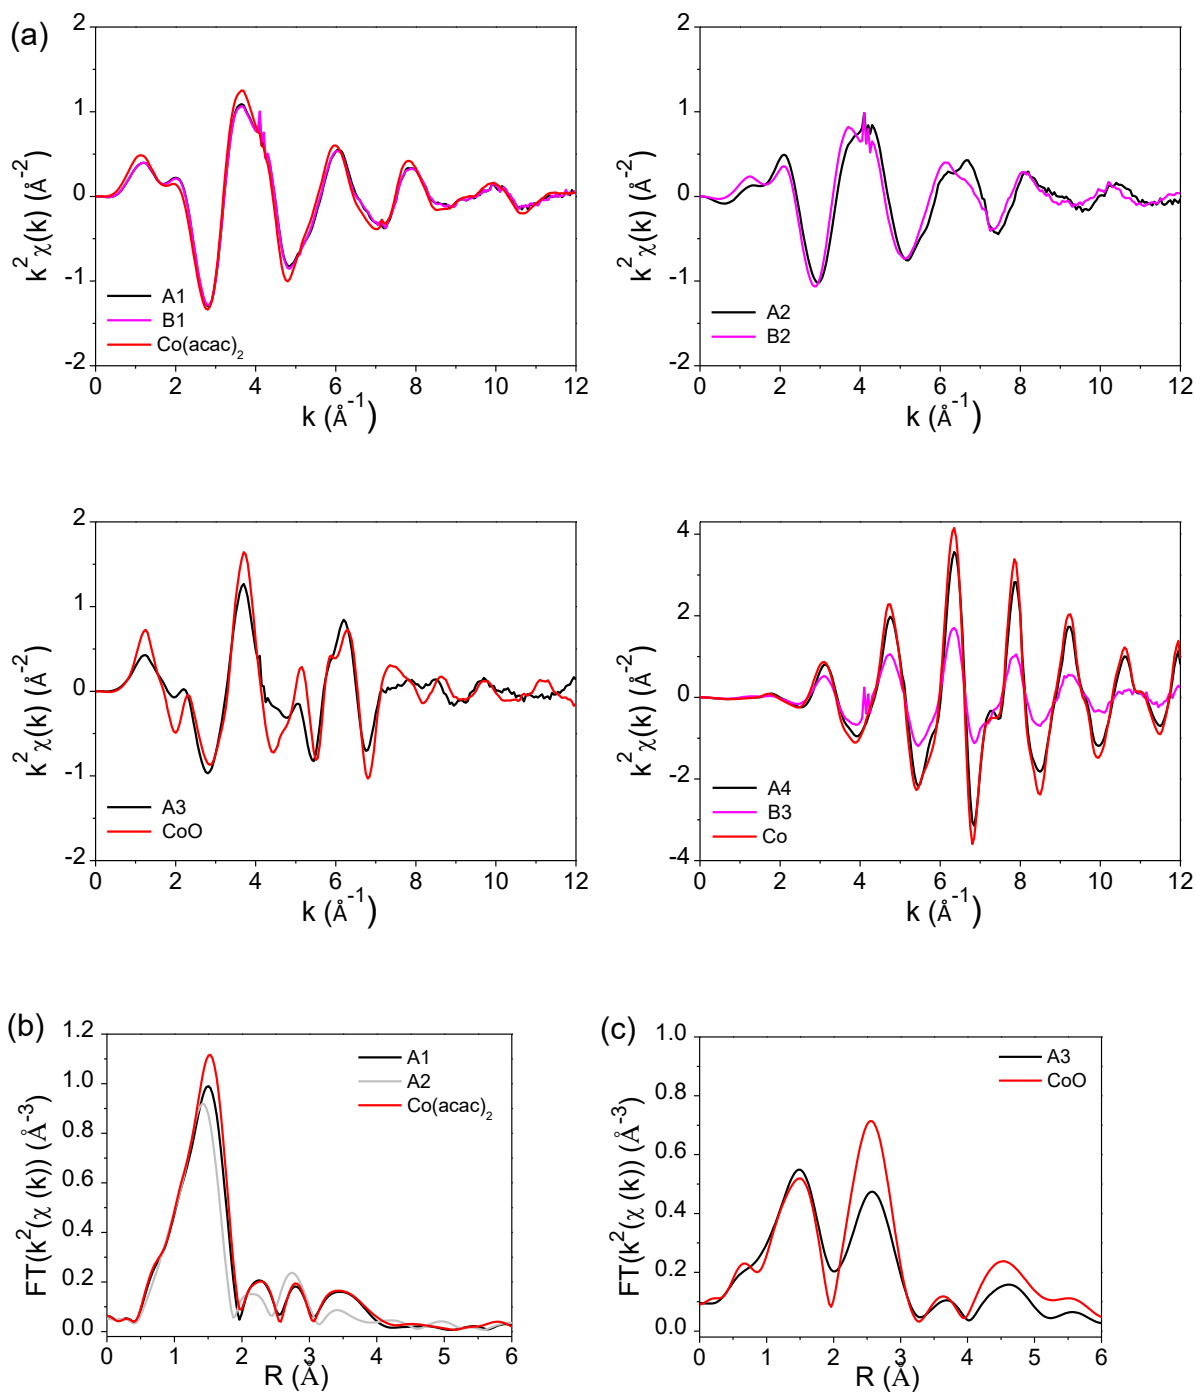 (a)
2
1
0
-1
-2
k² χ(k) (Å⁻²)
A1
B1
Co(acac)₂
0 2 4 6 8 10 12
k (Å⁻¹)
2
1
0
-1
-2
k² χ(k) (Å⁻²)
A2
B2
0 2 4 6 8 10 12
k (Å⁻¹)
2
1
0
-1
-2
k² χ(k) (Å⁻²)
A3
CoO
0 2 4 6 8 10 12
k (Å⁻¹)
4
2
0
-2
-4
k² χ(k) (Å⁻²)
A4
B3
Co
0 2 4 6 8 10 12
k (Å⁻¹)
(b)
1.2
1.0
0.8
0.6
0.4
0.2
0.0
FT(k²(χ (k)) (Å⁻³)
A1
A2
Co(acac)₂
0 1 2 3 4 5 6
R (Å)
(c)
1.0
0.8
0.6
0.4
0.2
0.0
FT(k²(χ (k)) (Å⁻³)
A3
CoO
0 1 2 3 4 5 6
R (Å)